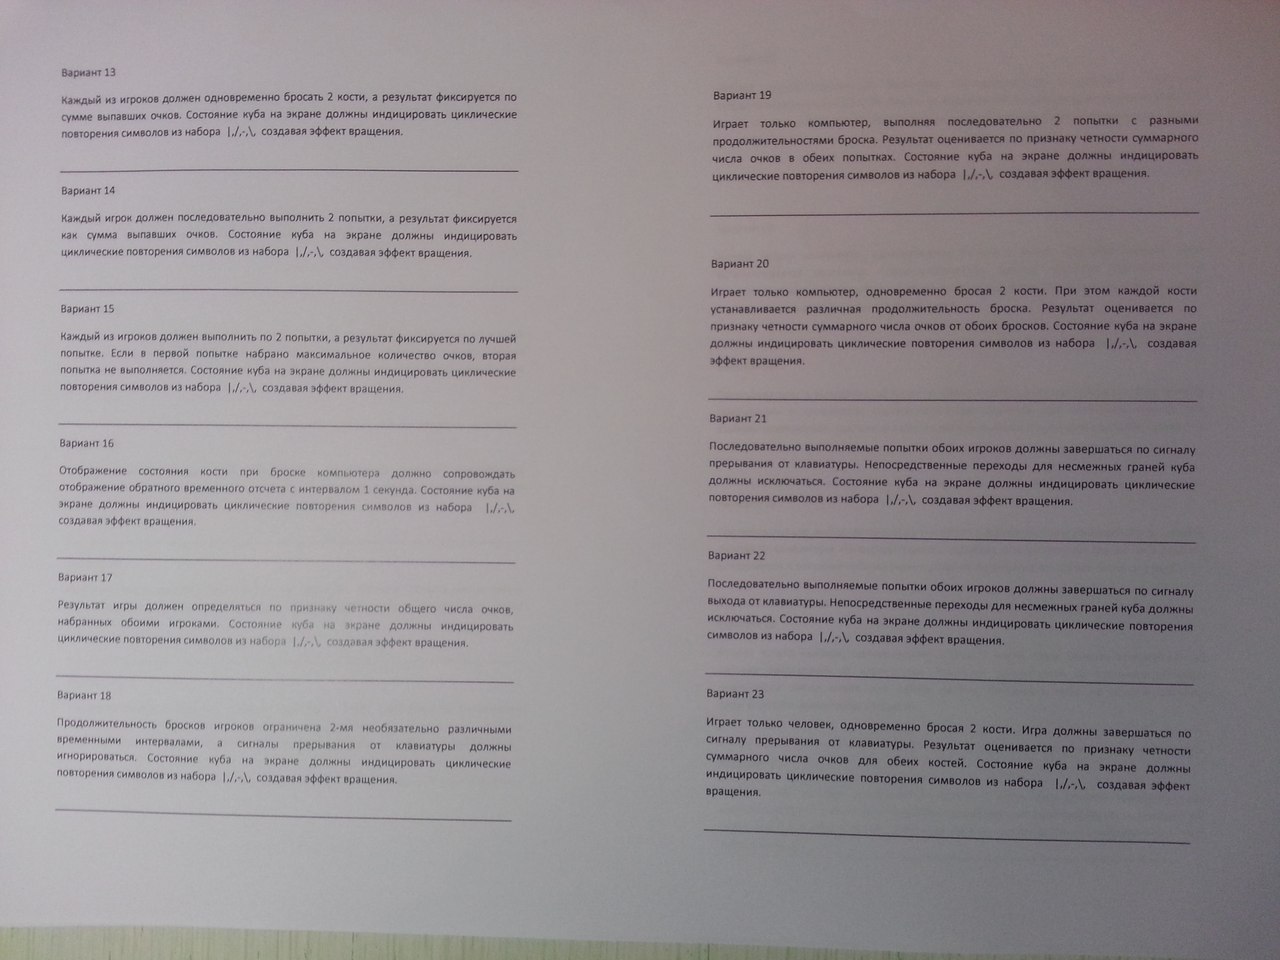 Вариант 13
Каждый из игроков должен одновременно бросать 2 кости, а результат фиксируется по
сумме выпавших очков. Состояние куба на экране должны индицировать циклические
повторения символов из набора |,/,-,\, создавая эффект вращения.
Вариант 14
Каждый игрок должен последовательно выполнить 2 попытки, а результат фиксируется
как сумма выпавших очков. Состояние куба на экране должны индицировать
циклические повторения символов из набора |,/,-,\, создавая эффект вращения.
Вариант 15
Каждый из игроков должен выполнить по 2 попытки, а результат фиксируется по лучшей
попытке. Если в первой попытке набрано максимальное количество очков, вторая
попытка не выполняется. Состояние куба на экране должны индицировать циклические
повторения символов из набора |,/,-,\, создавая эффект вращения.
Вариант 16
Отображение состояния кости при броске компьютера должно сопровождать
отображение обратного временного отсчета с интервалом 1 секунда. Состояние куба на
экране должны индицировать циклические повторения символов из набора |,/,-,\,
создавая эффект вращения.
Вариант 17
Результат игры должен определяться по признаку четности общего числа очков,
набранных обоими игроками. Состояние куба на экране должны индицировать
циклические повторения символов из набора |,/,-,\, создавая эффект вращения.
Вариант 18
Продолжительность бросков игроков ограничена 2-мя необязательно различными
временными интервалами, а сигналы прерывания от клавиатуры должны
игнорироваться. Состояние куба на экране должны индицировать циклические
повторения символов из набора |,/,-,\, создавая эффект вращения.
Вариант 19
Играет только компьютер, выполняя последовательно 2 попытки с разными
продолжительностями броска. Результат оценивается по признаку четности суммарного
числа очков в обеих попытках. Состояние куба на экране должны индицировать
циклические повторения символов из набора |,/,-,\, создавая эффект вращения.
Вариант 20
Играет только компьютер, одновременно бросая 2 кости. При этом каждой кости
устанавливается различная продолжительность броска. Результат оценивается по
признаку четности суммарного числа очков от обоих бросков. Состояние куба на экране
должны индицировать циклические повторения символов из набора |,/,-,\, создавая
эффект вращения.
Вариант 21
Последовательно выполняемые попытки обоих игроков должны завершаться по сигналу
прерывания от клавиатуры. Непосредственные переходы для несмежных граней куба
должны исключаться. Состояние куба на экране должны индицировать циклические
повторения символов из набора |,/,-,\, создавая эффект вращения.
Вариант 22
Последовательно выполняемые попытки обоих игроков должны завершаться по сигналу
выхода от клавиатуры. Непосредственные переходы для несмежных граней куба должны
исключаться. Состояние куба на экране должны индицировать циклические повторения
символов из набора |,/,-,\, создавая эффект вращения.
Вариант 23
Играет только человек, одновременно бросая 2 кости. Игра должны завершаться по
сигналу прерывания от клавиатуры. Результат оценивается по признаку четности
суммарного числа очков для обеих костей. Состояние куба на экране должны
индицировать циклические повторения символов из набора |,/,-,\, создавая эффект
вращения.